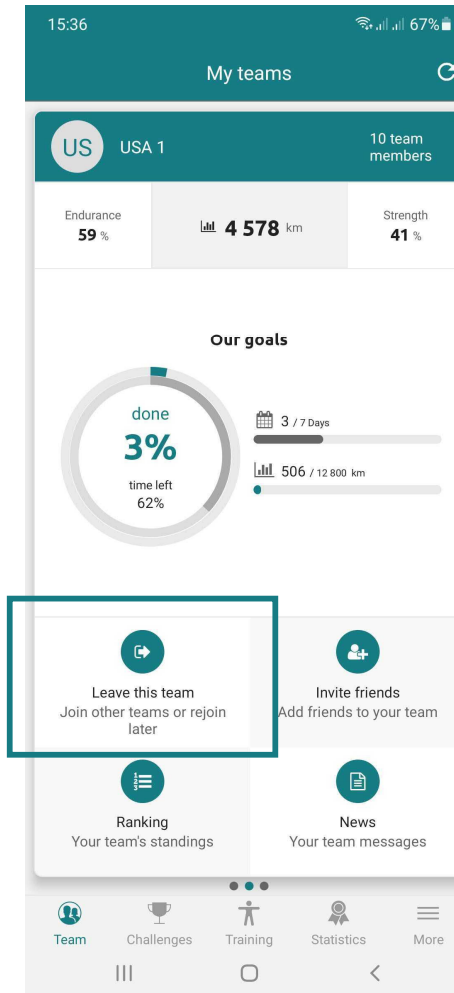 15:36
67%
My teams
US
USA 1
10 team
members
Endurance
59 %
4 578 km
Strength
41 %
Our goals
done
3%
time left
62%
3 / 7 Days
506 / 12 800 km
Leave this team
Join other teams or rejoin
later
Invite friends
Add friends to your team
Ranking
Your team's standings
News
Your team messages
Team
Challenges
Training
Statistics
More